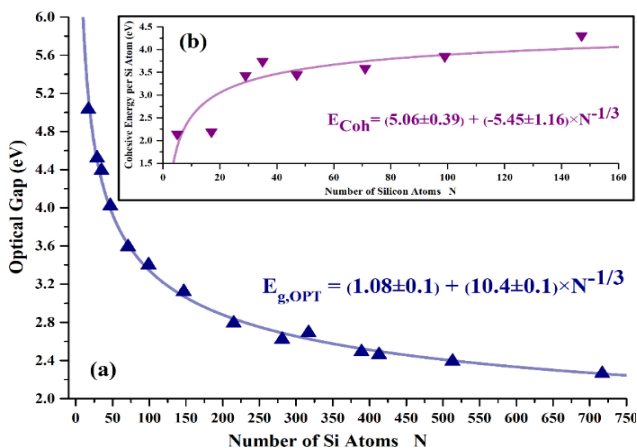 6.0
5.6
5.2
4.8
4.4
4.0
3.6
3.2
2.8
2.4
2.0
Optical Gap (eV)
(b)
4.5
4.0
3.5
3.0
2.5
2.0
1.5
Cohesive Energy per Si Atom (eV)
E_Coh= (5.06±0.39) + (-5.45±1.16)×N^-1/3
0 20 40 60 80 100 120 140 160
Number of Silicon Atoms N
E_g,OPT = (1.08±0.1) + (10.4±0.1)×N^-1/3
(a)
0 50 100 150 200 250 300 350 400 450 500 550 600 650 700 750
Number of Si Atoms N